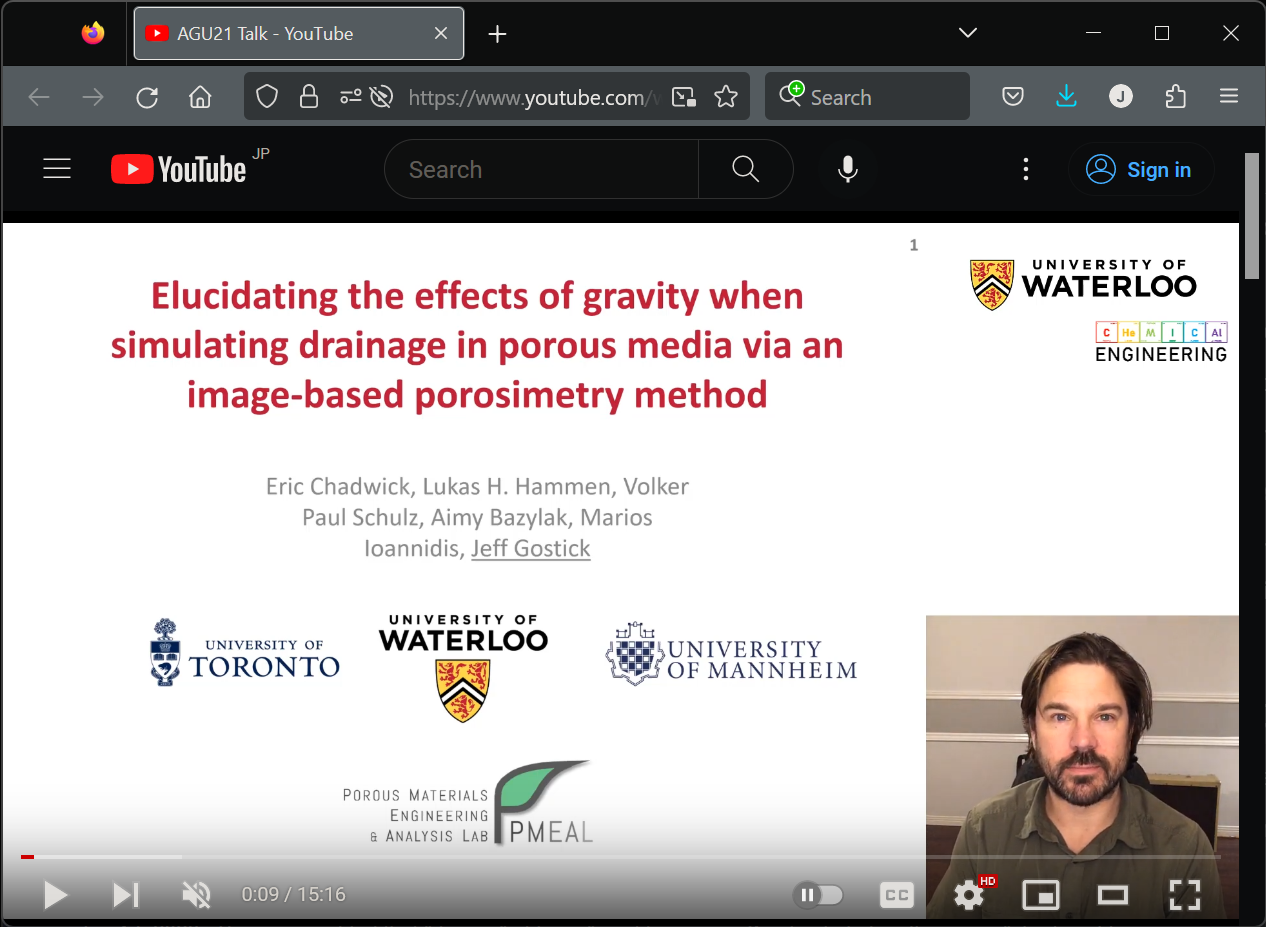 AGU21 Talk - YouTube
https://www.youtube.com/
Search
J
YouTube JP
Search
Sign in
1
UNIVERSITY OF
WATERLOO
C He M I C Al
ENGINEERING
Elucidating the effects of gravity when
simulating drainage in porous media via an
image-based porosimetry method
Eric Chadwick, Lukas H. Hammen, Volker
Paul Schulz, Aimy Bazylak, Marios
Ioannidis, Jeff Gostick
UNIVERSITY OF
TORONTO
UNIVERSITY OF
WATERLOO
UNIVERSITY
OF MANNHEIM
POROUS MATERIALS
ENGINEERING
& ANALYSIS LAB
PMEAL
0:09 / 15:16
CC
HD